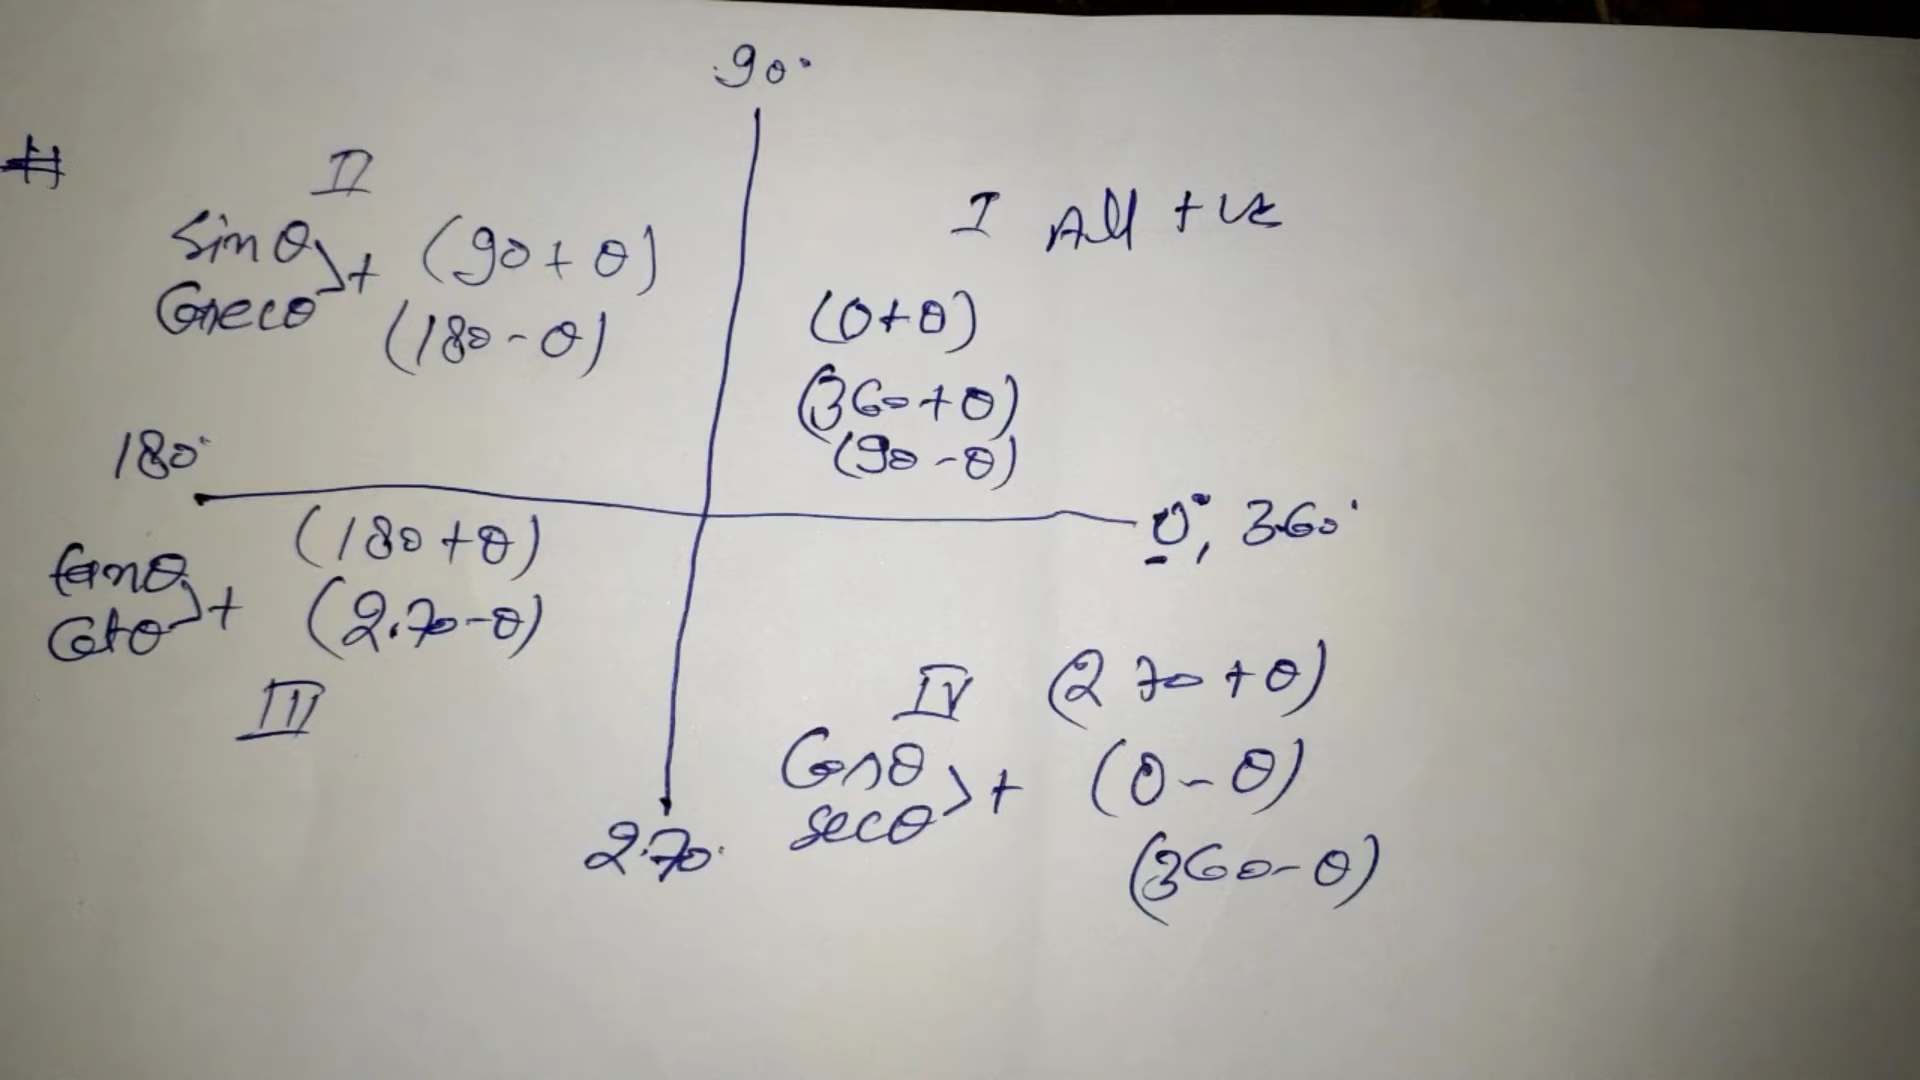 90°
#
II
I All +ve
sinθ
cosecθ
+ (90+θ)
(180-θ)
(0+θ)
(360+θ)
(90-θ)
180°
0°, 360°
(180+θ)
tanθ
cotθ
+ (270-θ)
III
IV (270+θ)
cosθ
secθ
+ (0-θ)
(360-θ)
270°